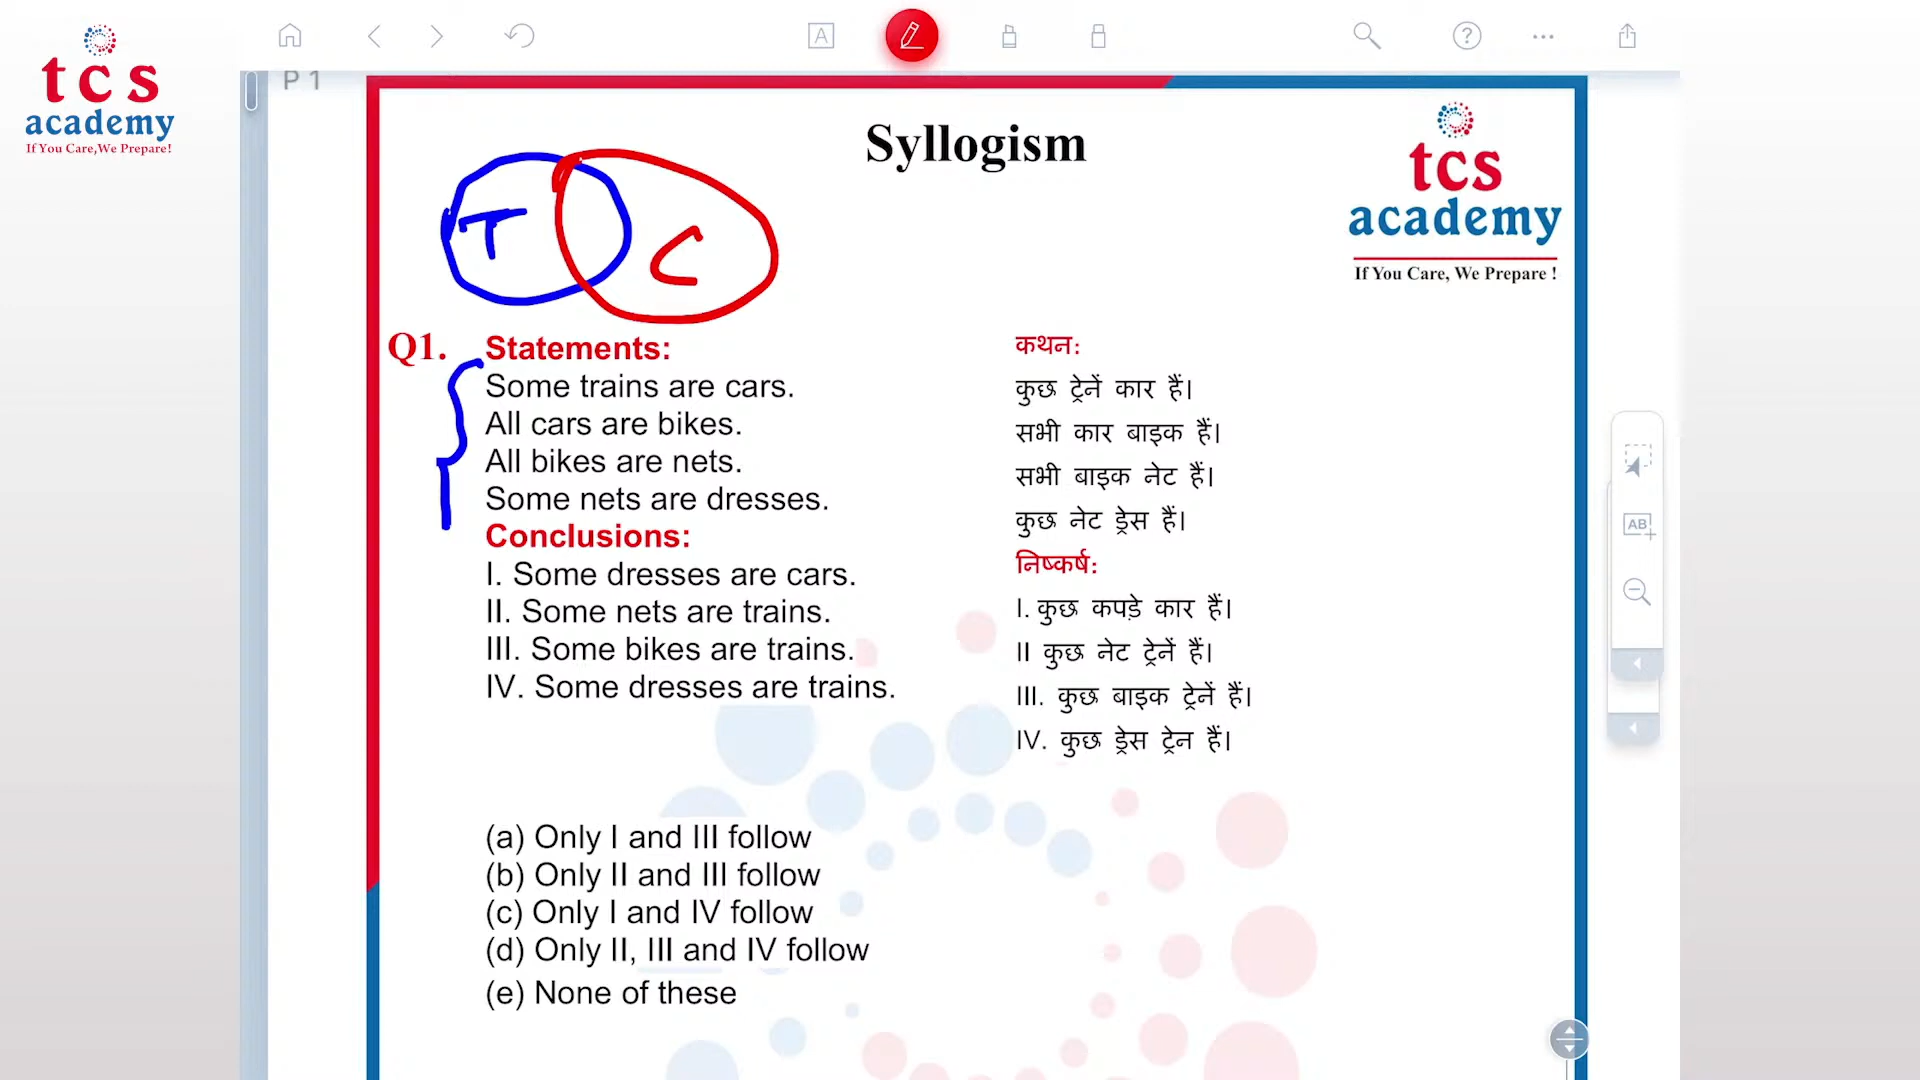 tcs
academy
If You Care,We Prepare!
A
?
P 1
Syllogism
tcs
academy
If You Care, We Prepare !
T
C
Q1. Statements:
Some trains are cars.
All cars are bikes.
All bikes are nets.
Some nets are dresses.
Conclusions:
I. Some dresses are cars.
II. Some nets are trains.
III. Some bikes are trains.
IV. Some dresses are trains.
(a) Only I and III follow
(b) Only II and III follow
(c) Only I and IV follow
(d) Only II, III and IV follow
(e) None of these
कथन:
कुछ ट्रेनें कार हैं।
सभी कार बाइक हैं।
सभी बाइक नेट हैं।
कुछ नेट ड्रेस हैं।
निष्कर्ष:
I. कुछ कपड़े कार हैं।
II कुछ नेट ट्रेनें हैं।
III. कुछ बाइक ट्रेनें हैं।
IV. कुछ ड्रेस ट्रेन हैं।
AB